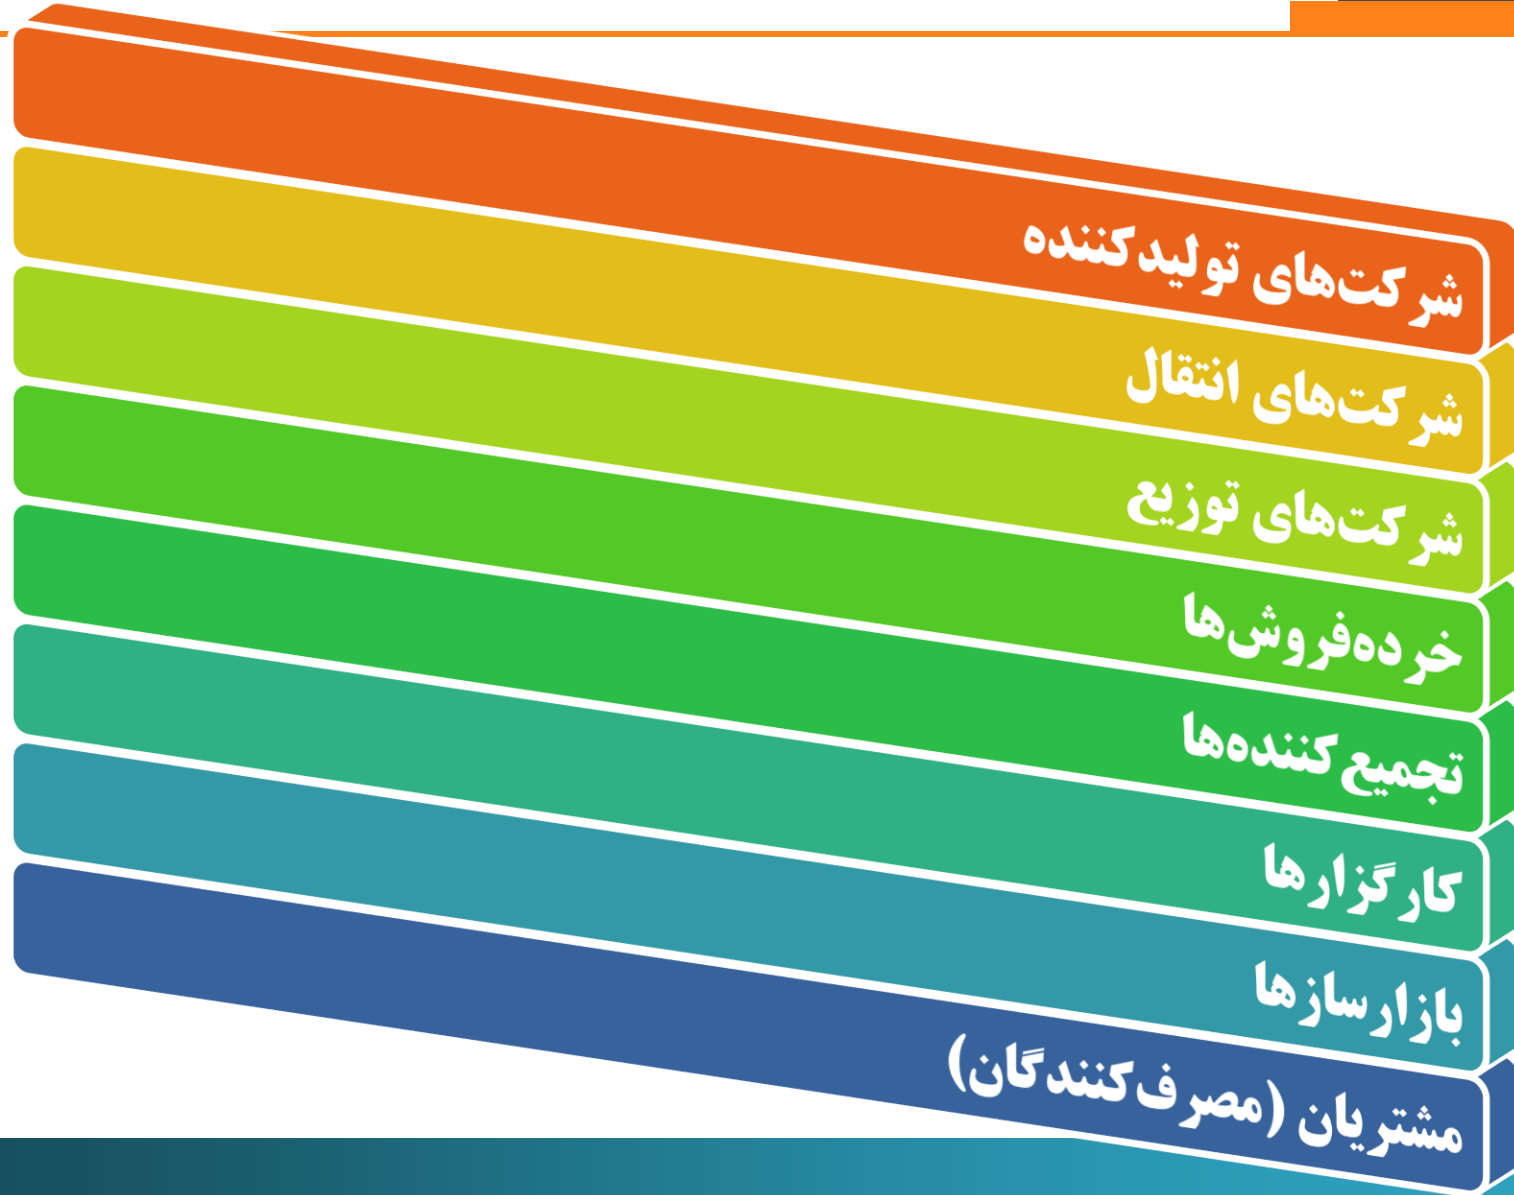 شرکت‌های تولیدکننده
شرکت‌های انتقال
شرکت‌های توزیع
خرده‌فروش‌ها
تجمیع‌کننده‌ها
کارگزارها
بازارسازها
مشتریان (مصرف‌کنندگان)